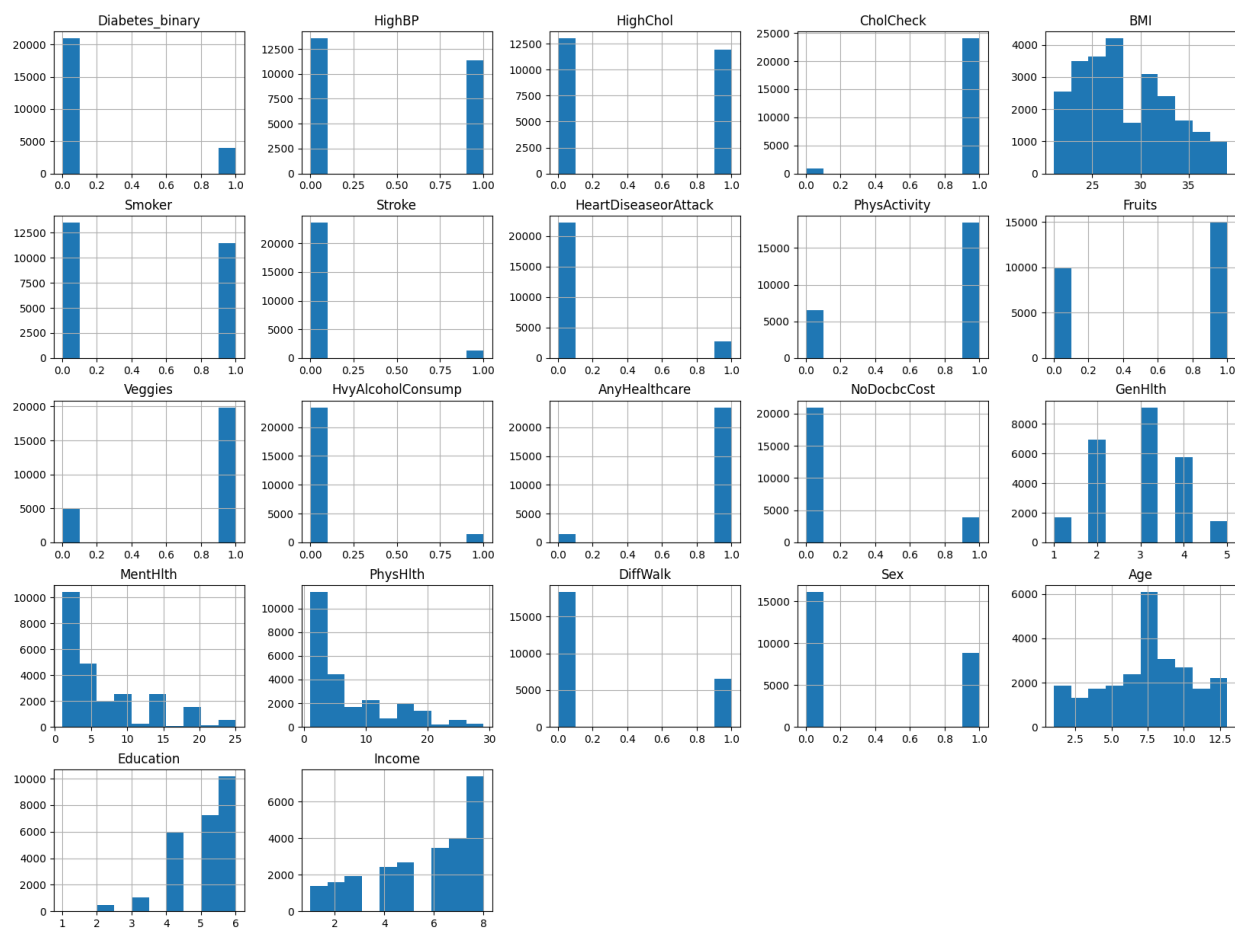 Diabetes_binary HighBP HighChol CholCheck BMI
20000 15000 10000 5000 0
0.0 0.2 0.4 0.6 0.8 1.0
12500 10000 7500 5000 2500 0
0.00 0.25 0.50 0.75 1.00
12500 10000 7500 5000 2500 0
0.0 0.2 0.4 0.6 0.8 1.0
25000 20000 15000 10000 5000 0
0.0 0.2 0.4 0.6 0.8 1.0
4000 3000 2000 1000 0
25 30 35
Smoker Stroke HeartDiseaseorAttack PhysActivity Fruits
12500 10000 7500 5000 2500 0
0.0 0.2 0.4 0.6 0.8 1.0
20000 15000 10000 5000 0
0.00 0.25 0.50 0.75 1.00
20000 15000 10000 5000 0
0.0 0.2 0.4 0.6 0.8 1.0
15000 10000 5000 0
0.0 0.2 0.4 0.6 0.8 1.0
15000 10000 5000 0
0.0 0.2 0.4 0.6 0.8 1.0
Veggies HvyAlcoholConsump AnyHealthcare NoDocbcCost GenHlth
20000 15000 10000 5000 0
0.0 0.2 0.4 0.6 0.8 1.0
20000 15000 10000 5000 0
0.00 0.25 0.50 0.75 1.00
20000 15000 10000 5000 0
0.0 0.2 0.4 0.6 0.8 1.0
20000 15000 10000 5000 0
0.0 0.2 0.4 0.6 0.8 1.0
8000 6000 4000 2000 0
1 2 3 4 5
MentHlth PhysHlth DiffWalk Sex Age
10000 8000 6000 4000 2000 0
0 5 10 15 20 25
10000 8000 6000 4000 2000 0
0 10 20 30
15000 10000 5000 0
0.0 0.2 0.4 0.6 0.8 1.0
15000 10000 5000 0
0.0 0.2 0.4 0.6 0.8 1.0
6000 4000 2000 0
2.5 5.0 7.5 10.0 12.5
Education Income
10000 8000 6000 4000 2000 0
1 2 3 4 5 6
6000 4000 2000 0
2 4 6 8